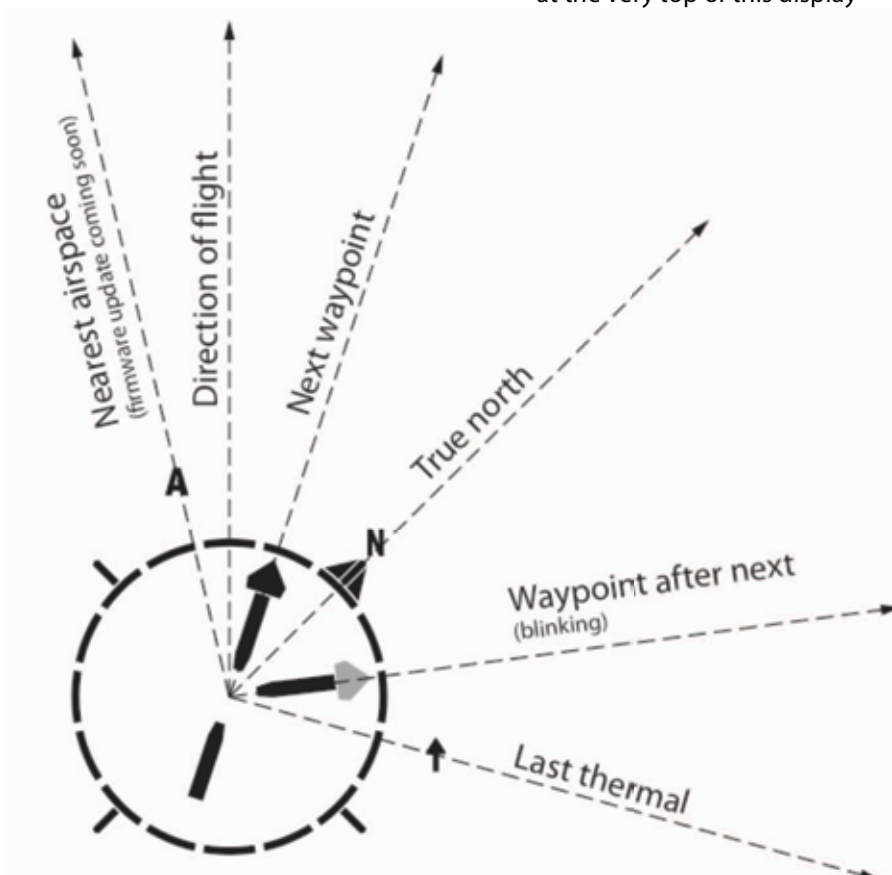 at the very top of this display
Nearest airspace
(firmware update coming soon)
Direction of flight
Next waypoint
True north
A
N
Waypoint after next
(blinking)
Last thermal